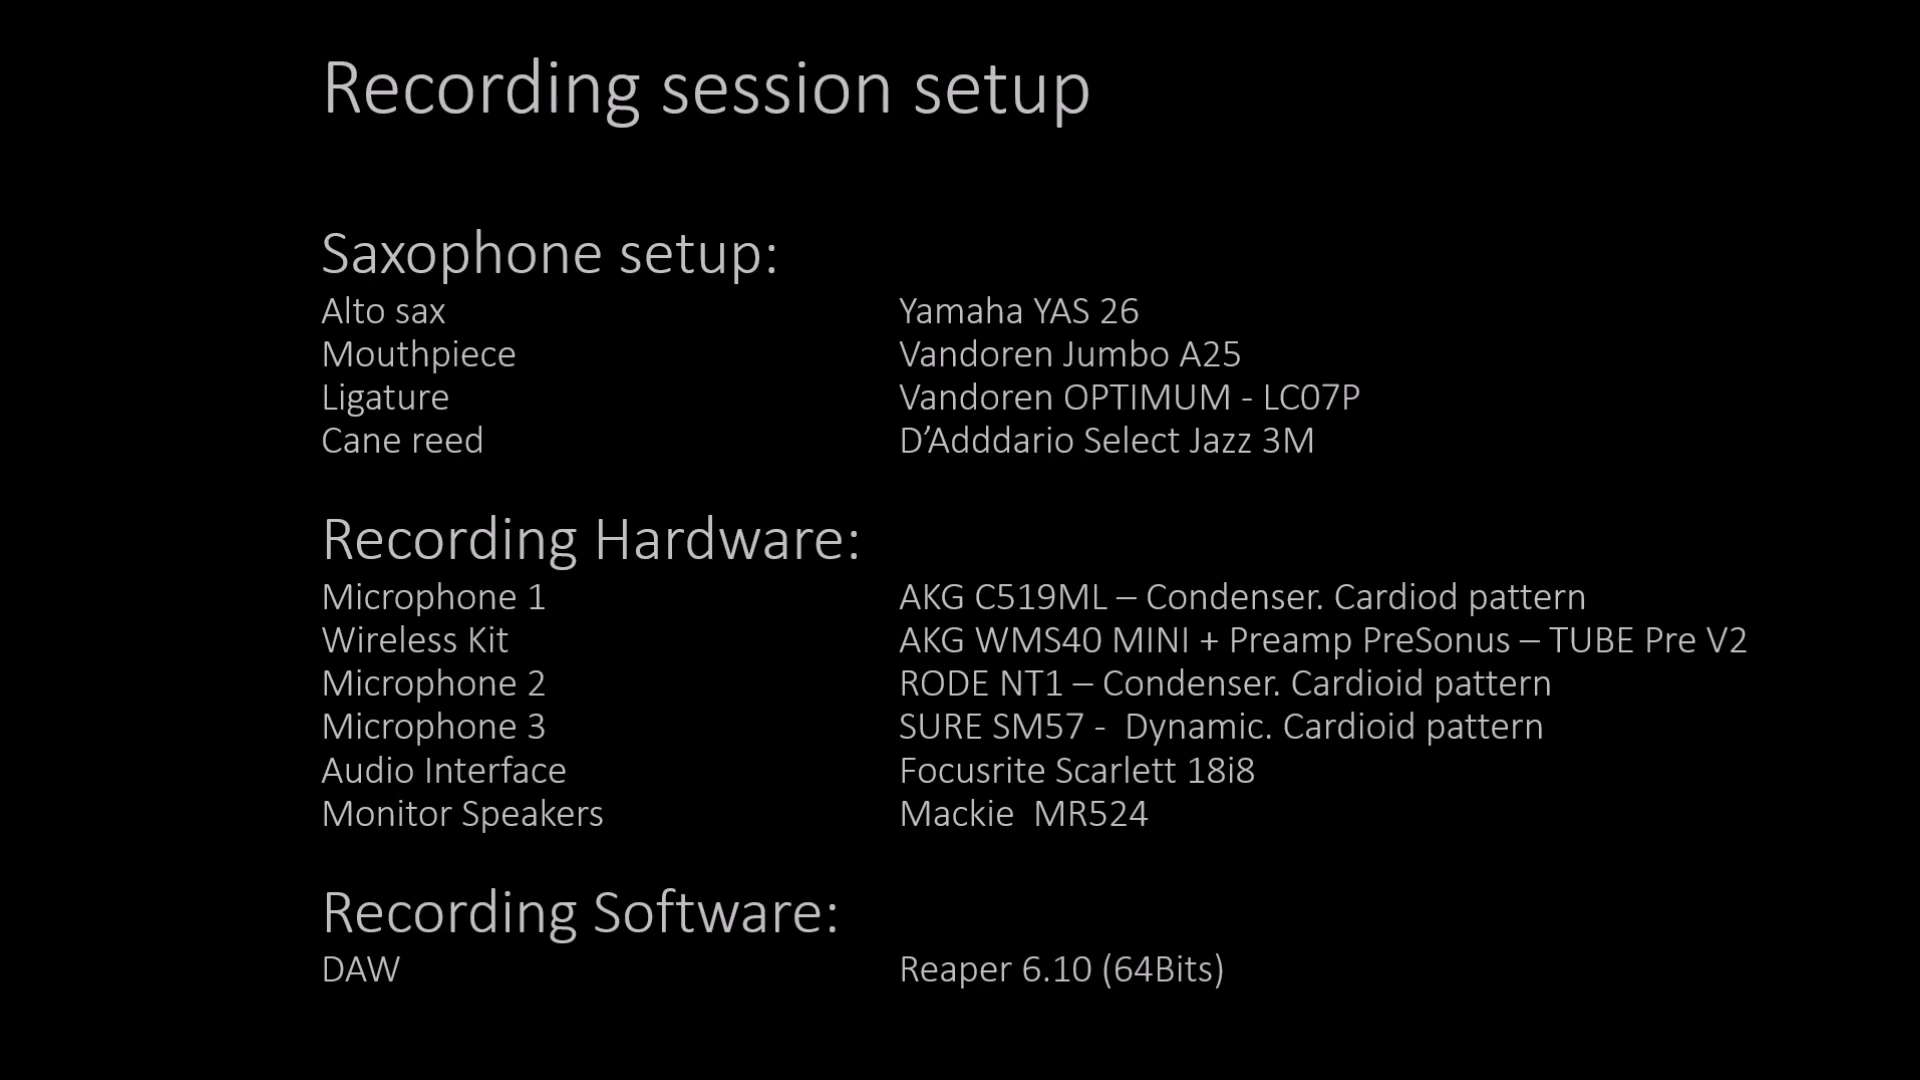 Recording session setup
Saxophone setup:
Alto sax Yamaha YAS 26
Mouthpiece Vandoren Jumbo A25
Ligature Vandoren OPTIMUM - LC07P
Cane reed D’Adddario Select Jazz 3M
Recording Hardware:
Microphone 1 AKG C519ML – Condenser. Cardiod pattern
Wireless Kit AKG WMS40 MINI + Preamp PreSonus – TUBE Pre V2
Microphone 2 RODE NT1 – Condenser. Cardioid pattern
Microphone 3 SURE SM57 - Dynamic. Cardioid pattern
Audio Interface Focusrite Scarlett 18i8
Monitor Speakers Mackie MR524
Recording Software:
DAW Reaper 6.10 (64Bits)